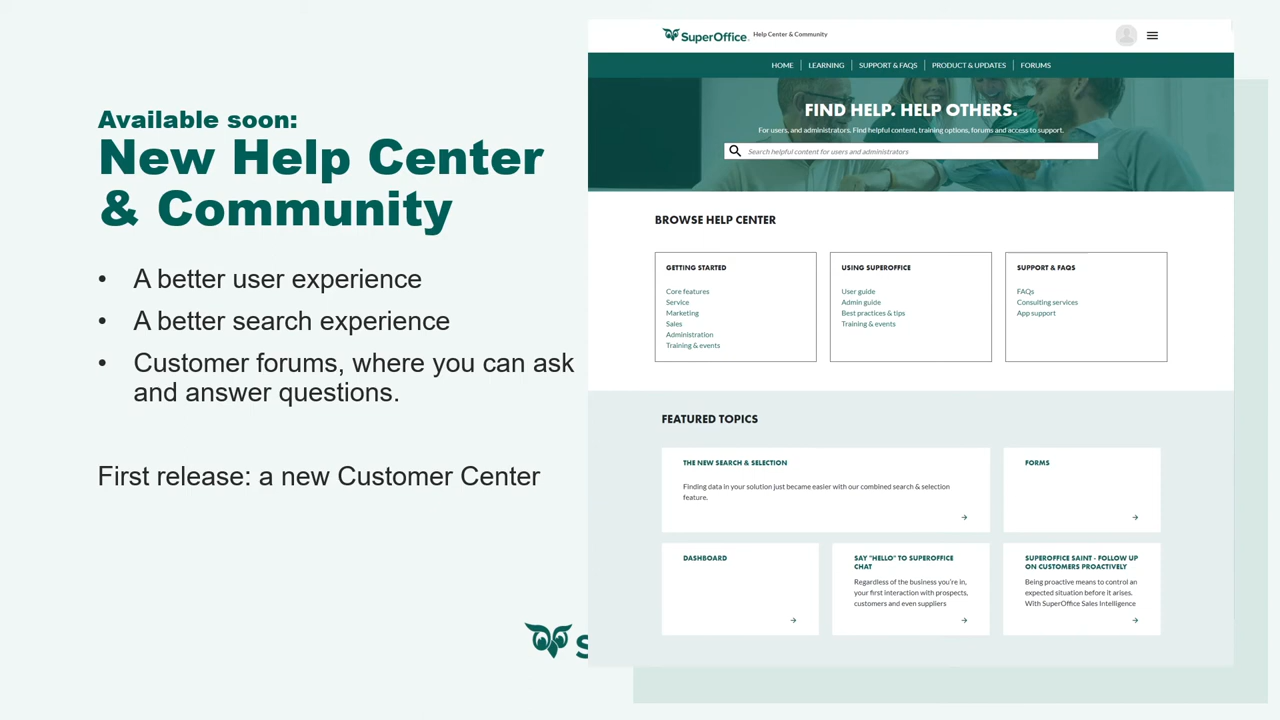 Available soon:
New Help Center
& Community
• A better user experience
• A better search experience
• Customer forums, where you can ask
and answer questions.
First release: a new Customer Center
SuperOffice. Help Center & Community
HOME LEARNING SUPPORT & FAQS PRODUCT & UPDATES FORUMS
FIND HELP. HELP OTHERS.
For users, and administrators. Find helpful content, training options, forums and access to support.
Search helpful content for users and administrators
BROWSE HELP CENTER
GETTING STARTED
Core features
Service
Marketing
Sales
Administration
Training & events
USING SUPEROFFICE
User guide
Admin guide
Best practices & tips
Training & events
SUPPORT & FAQS
FAQs
Consulting services
App support
FEATURED TOPICS
THE NEW SEARCH & SELECTION
Finding data in your solution just became easier with our combined search & selection
feature.
FORMS
DASHBOARD
SAY "HELLO" TO SUPEROFFICE
CHAT
Regardless of the business you're in,
your first interaction with prospects,
customers and even suppliers
SUPEROFFICE SAINT - FOLLOW UP
ON CUSTOMERS PROACTIVELY
Being proactive means to control an
expected situation before it arises.
With SuperOffice Sales Intelligence
S